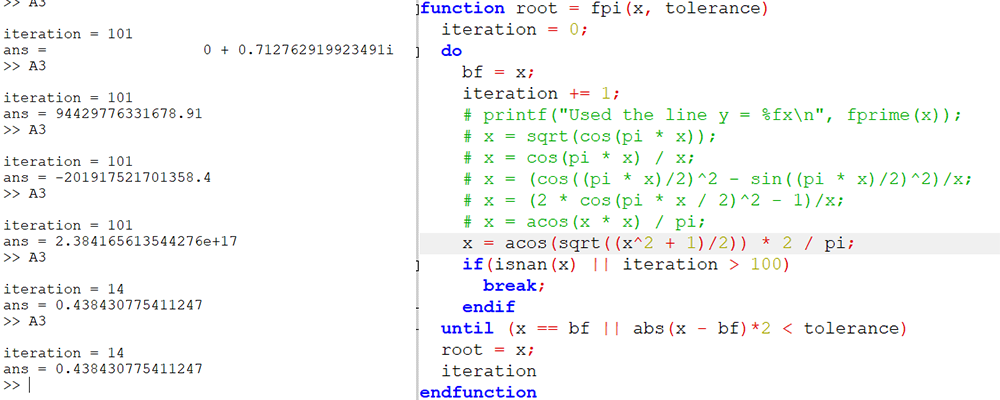 >> A3
iteration = 101
ans =                    0 + 0.712762919923491i
>> A3
iteration = 101
ans = 94429776331678.91
>> A3
iteration = 101
ans = -201917521701358.4
>> A3
iteration = 101
ans = 2.384165613544276e+17
>> A3
iteration = 14
ans = 0.438430775411247
>> A3
iteration = 14
ans = 0.438430775411247
>>
function root = fpi(x, tolerance)
  iteration = 0;
  do
    bf = x;
    iteration += 1;
    # printf("Used the line y = %fx\n", fprime(x));
    # x = sqrt(cos(pi * x));
    # x = cos(pi * x) / x;
    # x = (cos((pi * x)/2)^2 - sin((pi * x)/2)^2)/x;
    # x = (2 * cos(pi * x / 2)^2 - 1)/x;
    # x = acos(x * x) / pi;
    x = acos(sqrt((x^2 + 1)/2)) * 2 / pi;
    if(isnan(x) || iteration > 100)
      break;
    endif
  until (x == bf || abs(x - bf)*2 < tolerance)
  root = x;
  iteration
endfunction